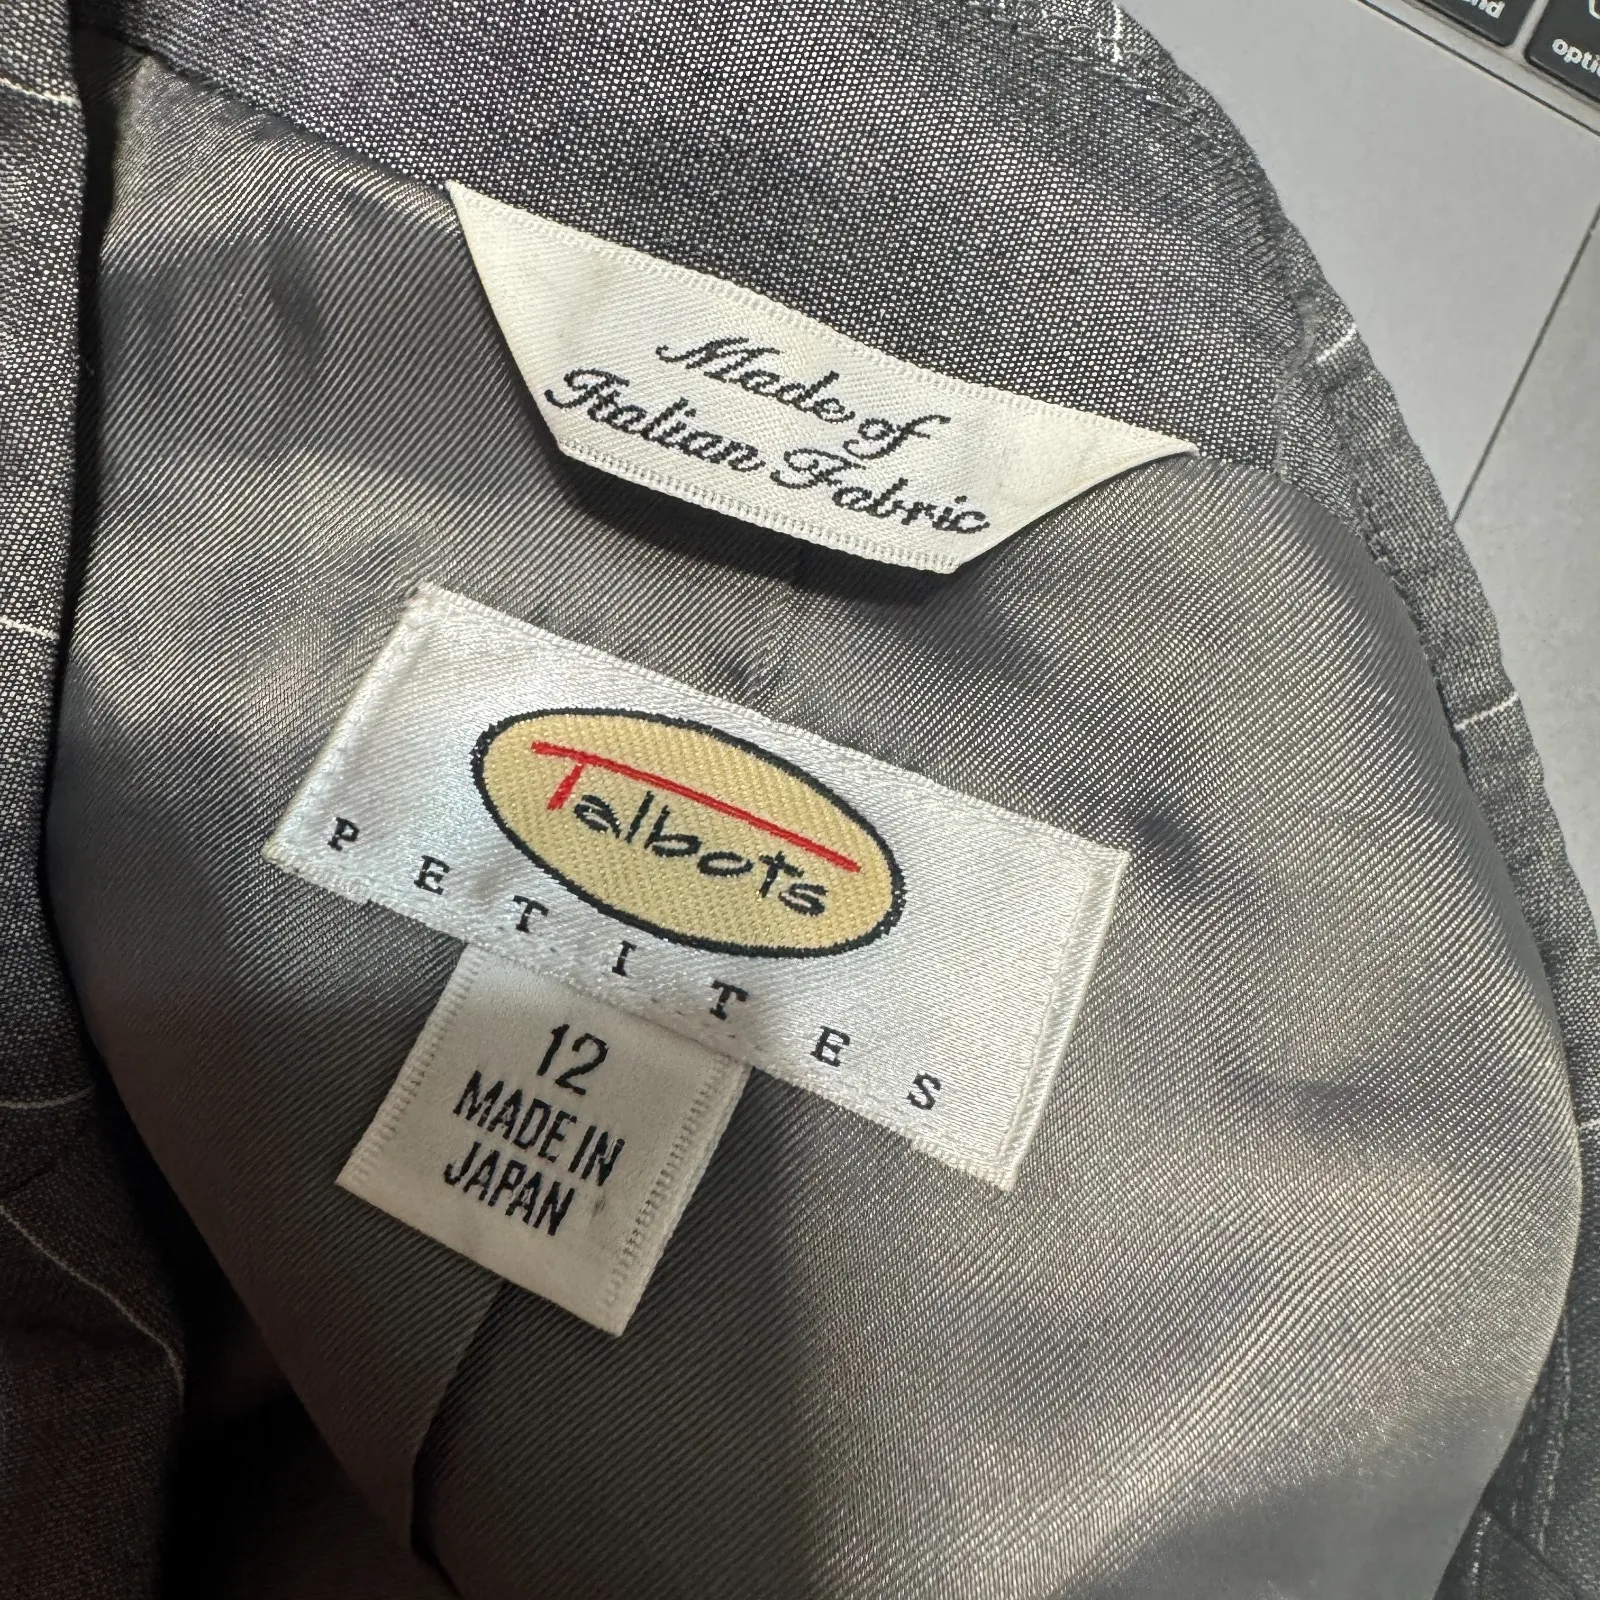 Made of
Italian Fabric
Talbots
PETITES
12
MADE IN
JAPAN